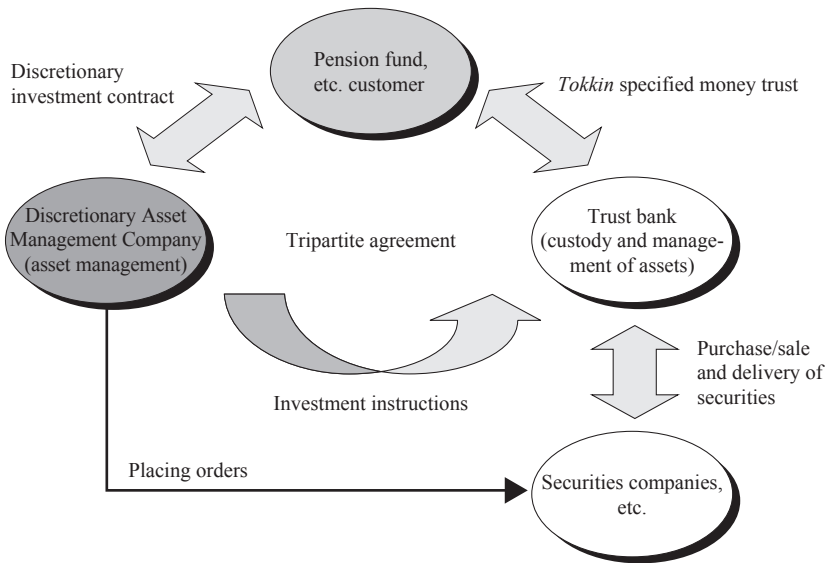 Pension fund,
etc. customer
Discretionary
investment contract
Tokkin specified money trust
Discretionary Asset
Management Company
(asset management)
Tripartite agreement
Trust bank
(custody and manage-
ment of assets)
Investment instructions
Purchase/sale
and delivery of
securities
Placing orders
Securities companies,
etc.